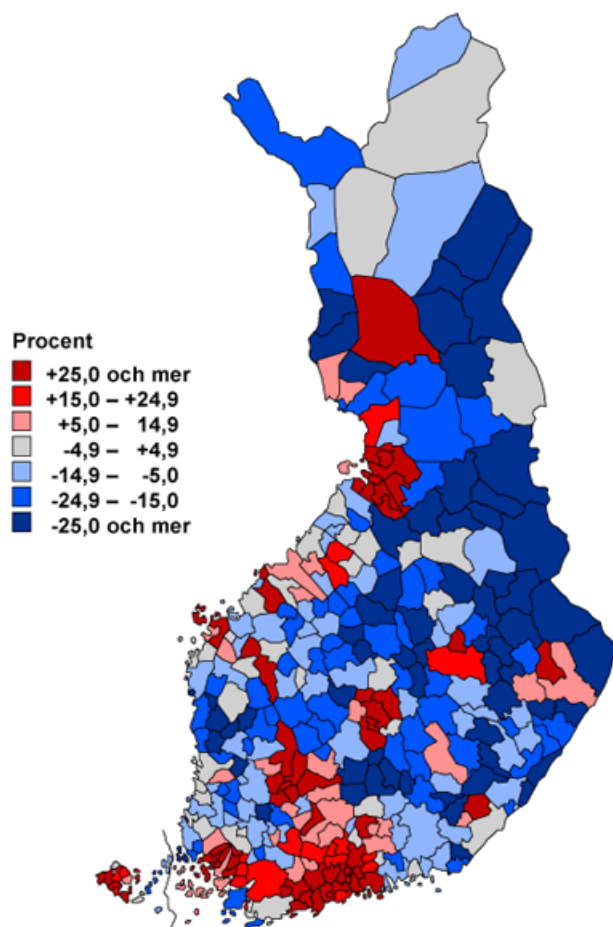 Procent
+25,0 och mer
+15,0 – +24,9
+5,0 – 14,9
-4,9 – +4,9
-14,9 – -5,0
-24,9 – -15,0
-25,0 och mer